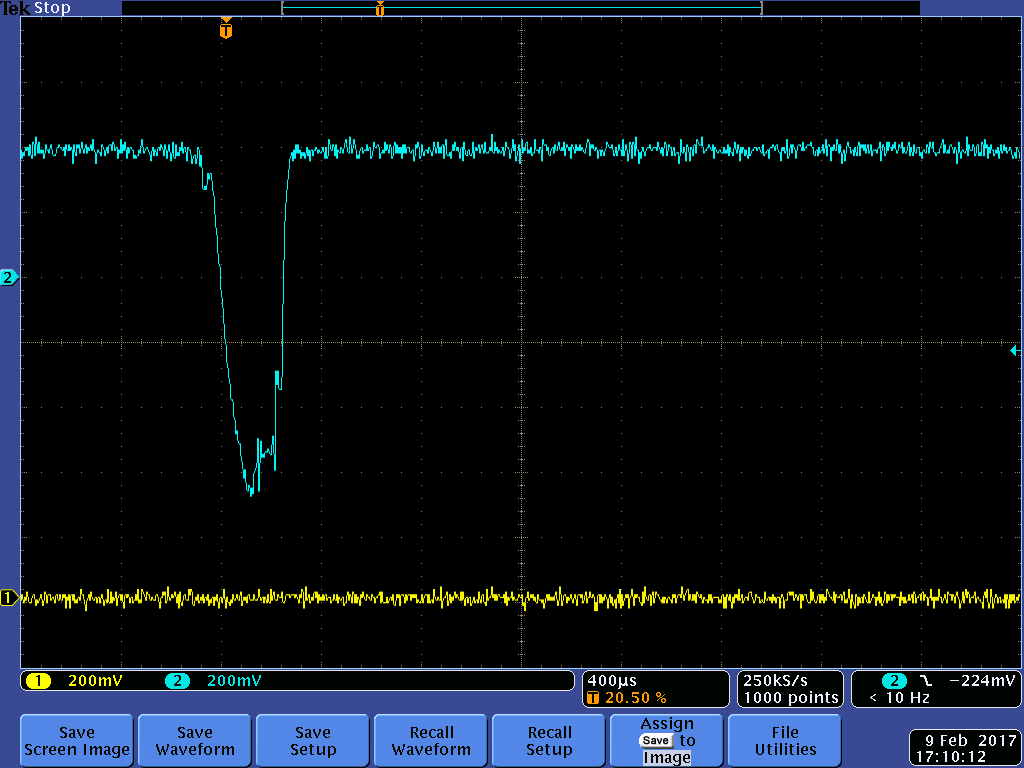 Tek Stop
T
T
2
1
1 200mV 2 200mV
400µs
T 20.50 %
250kS/s
1000 points
2 -224mV
< 10 Hz
Save
Screen Image
Save
Waveform
Save
Setup
Recall
Waveform
Recall
Setup
Assign
Save to
Image
File
Utilities
9 Feb 2017
17:10:12